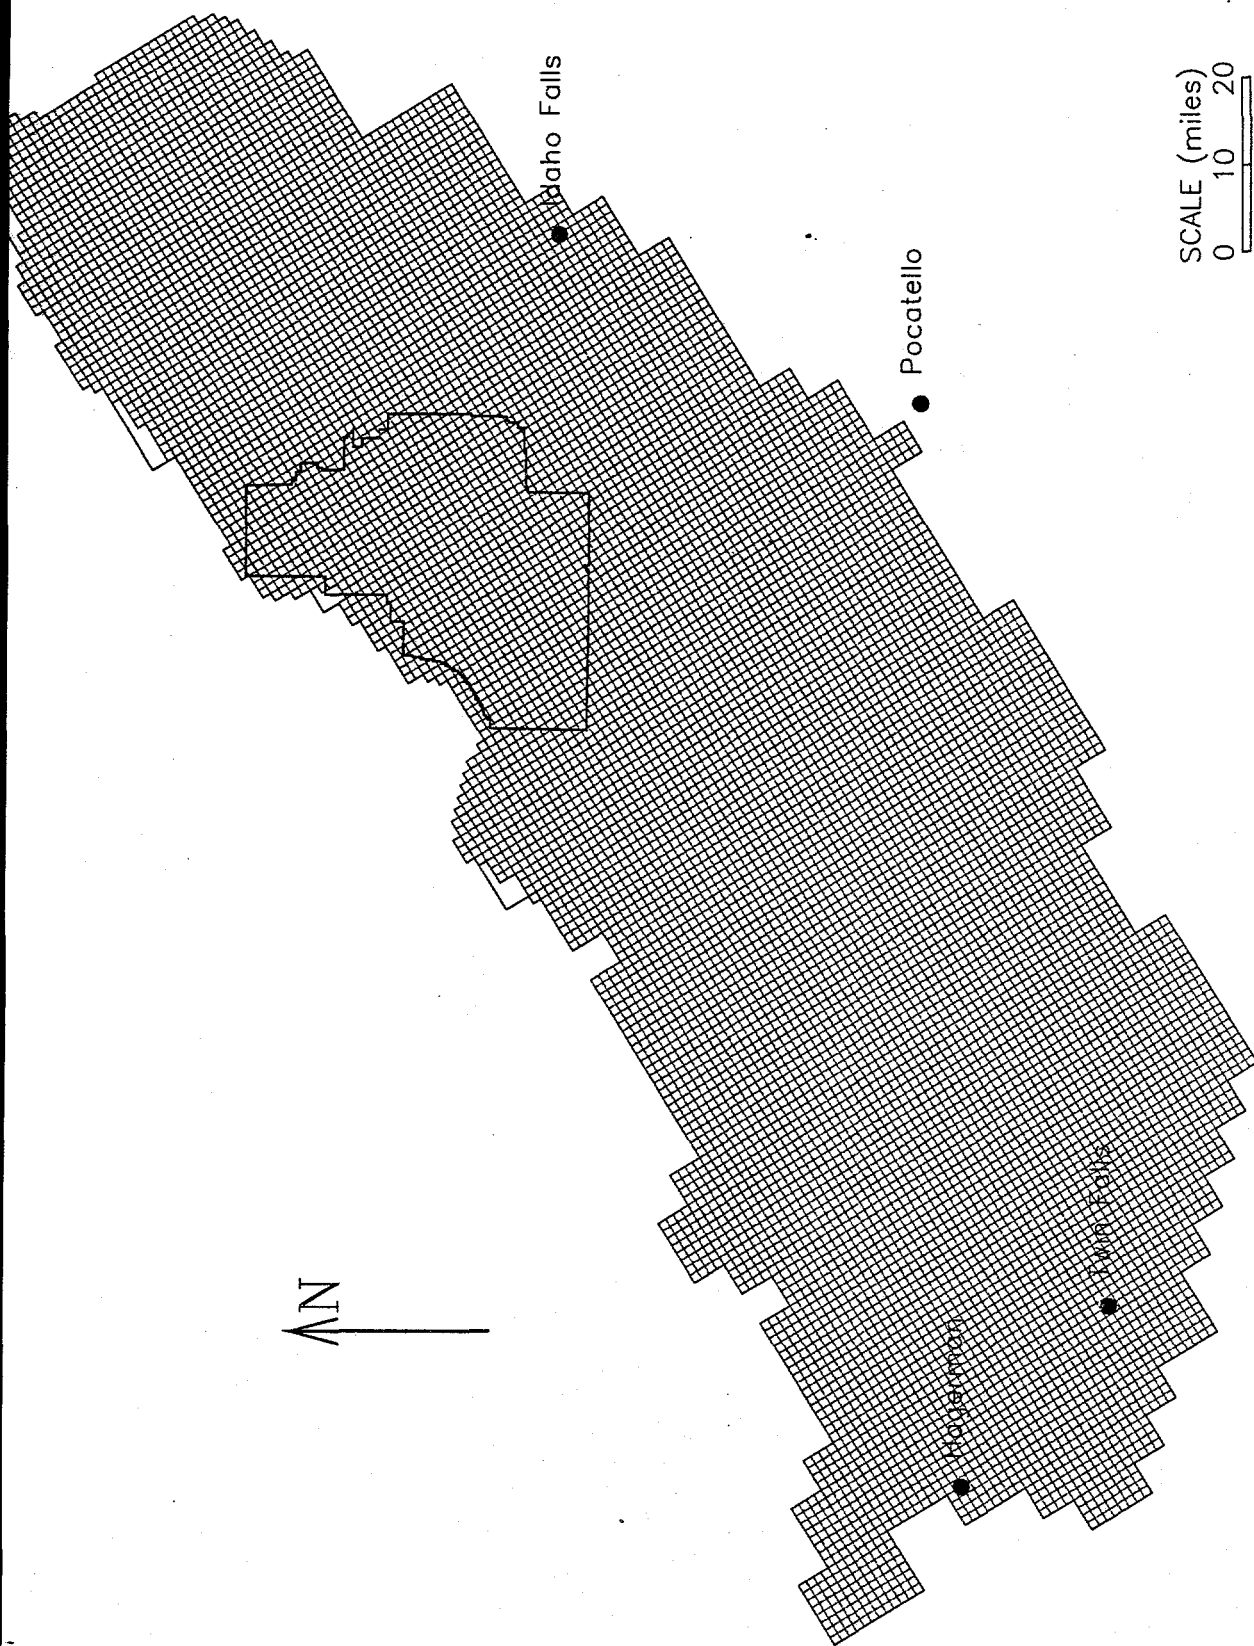 N
Idaho Falls
Pocatello
Hagerman
Twin Falls
SCALE (miles)
0 10 20